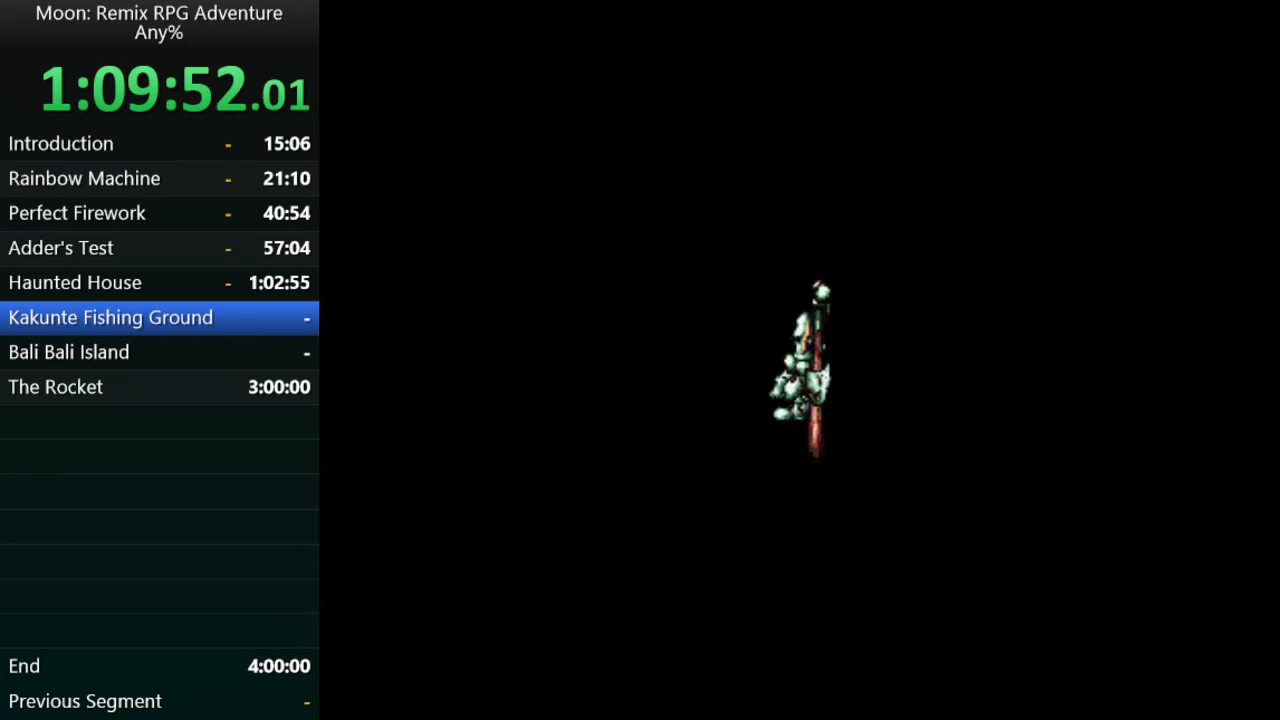 Moon: Remix RPG Adventure
Any%
1:09:52.01
Introduction - 15:06
Rainbow Machine - 21:10
Perfect Firework - 40:54
Adder's Test - 57:04
Haunted House - 1:02:55
Kakunte Fishing Ground -
Bali Bali Island -
The Rocket 3:00:00
End 4:00:00
Previous Segment -